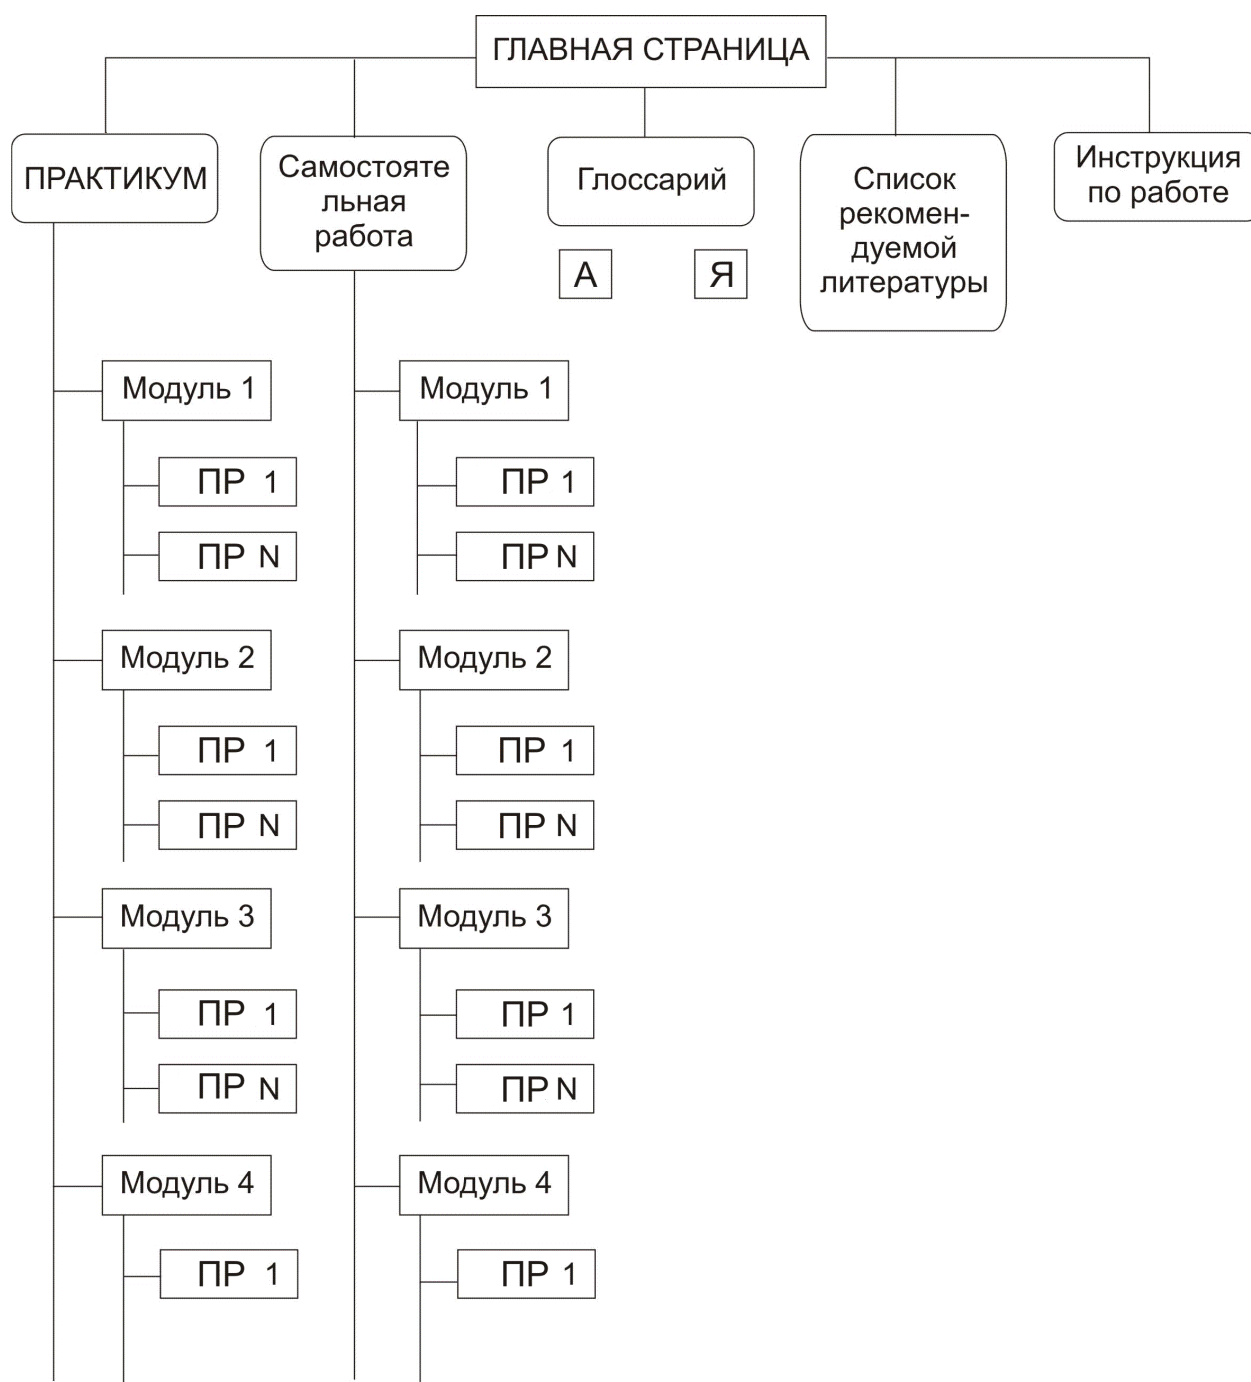 ГЛАВНАЯ СТРАНИЦА
ПРАКТИКУМ
Самостояте
льная
работа
Глоссарий
Список
рекомен-
дуемой
литературы
Инструкция
по работе
А
Я
Модуль 1
Модуль 1
ПР 1
ПР 1
ПР N
ПР N
Модуль 2
Модуль 2
ПР 1
ПР 1
ПР N
ПР N
Модуль 3
Модуль 3
ПР 1
ПР 1
ПР N
ПР N
Модуль 4
Модуль 4
ПР 1
ПР 1